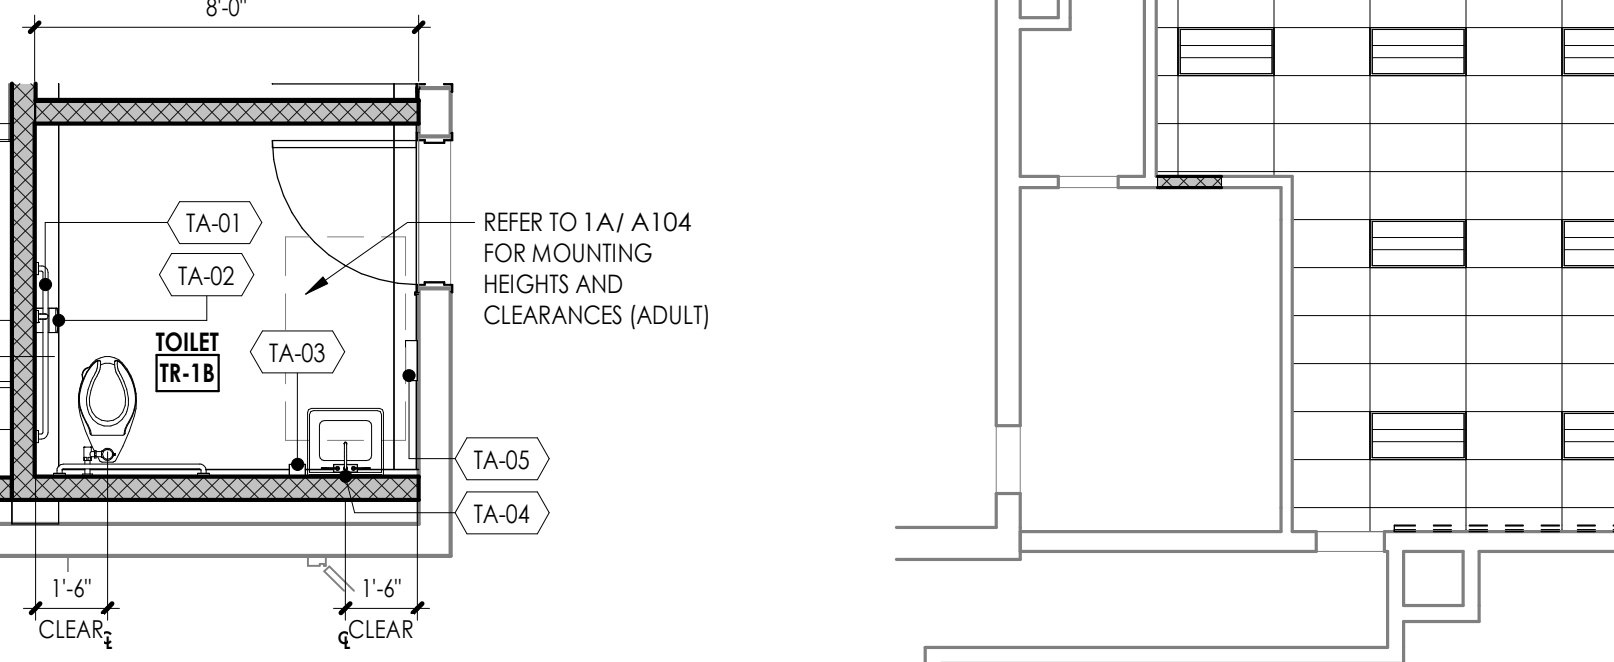 8'-0"
TA-01
REFER TO 1A/ A104
FOR MOUNTING
HEIGHTS AND
CLEARANCES (ADULT)
TA-02
TOILET
TR-1B
TA-03
TA-05
TA-04
1'-6"
CLEAR
1'-6"
CLEAR